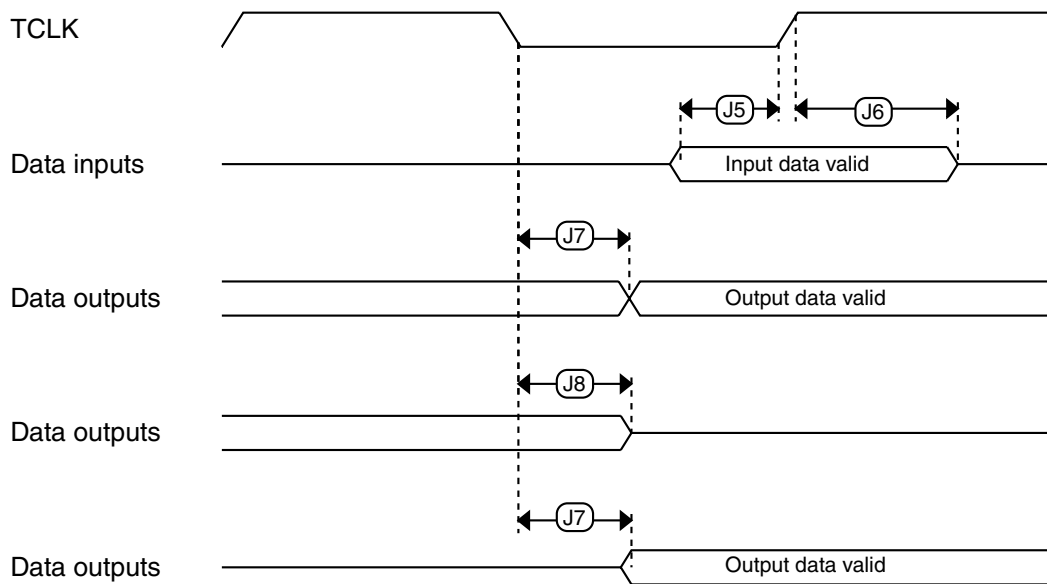 TCLK
J5
J6
Data inputs
Input data valid
J7
Data outputs
Output data valid
J8
Data outputs
J7
Data outputs
Output data valid